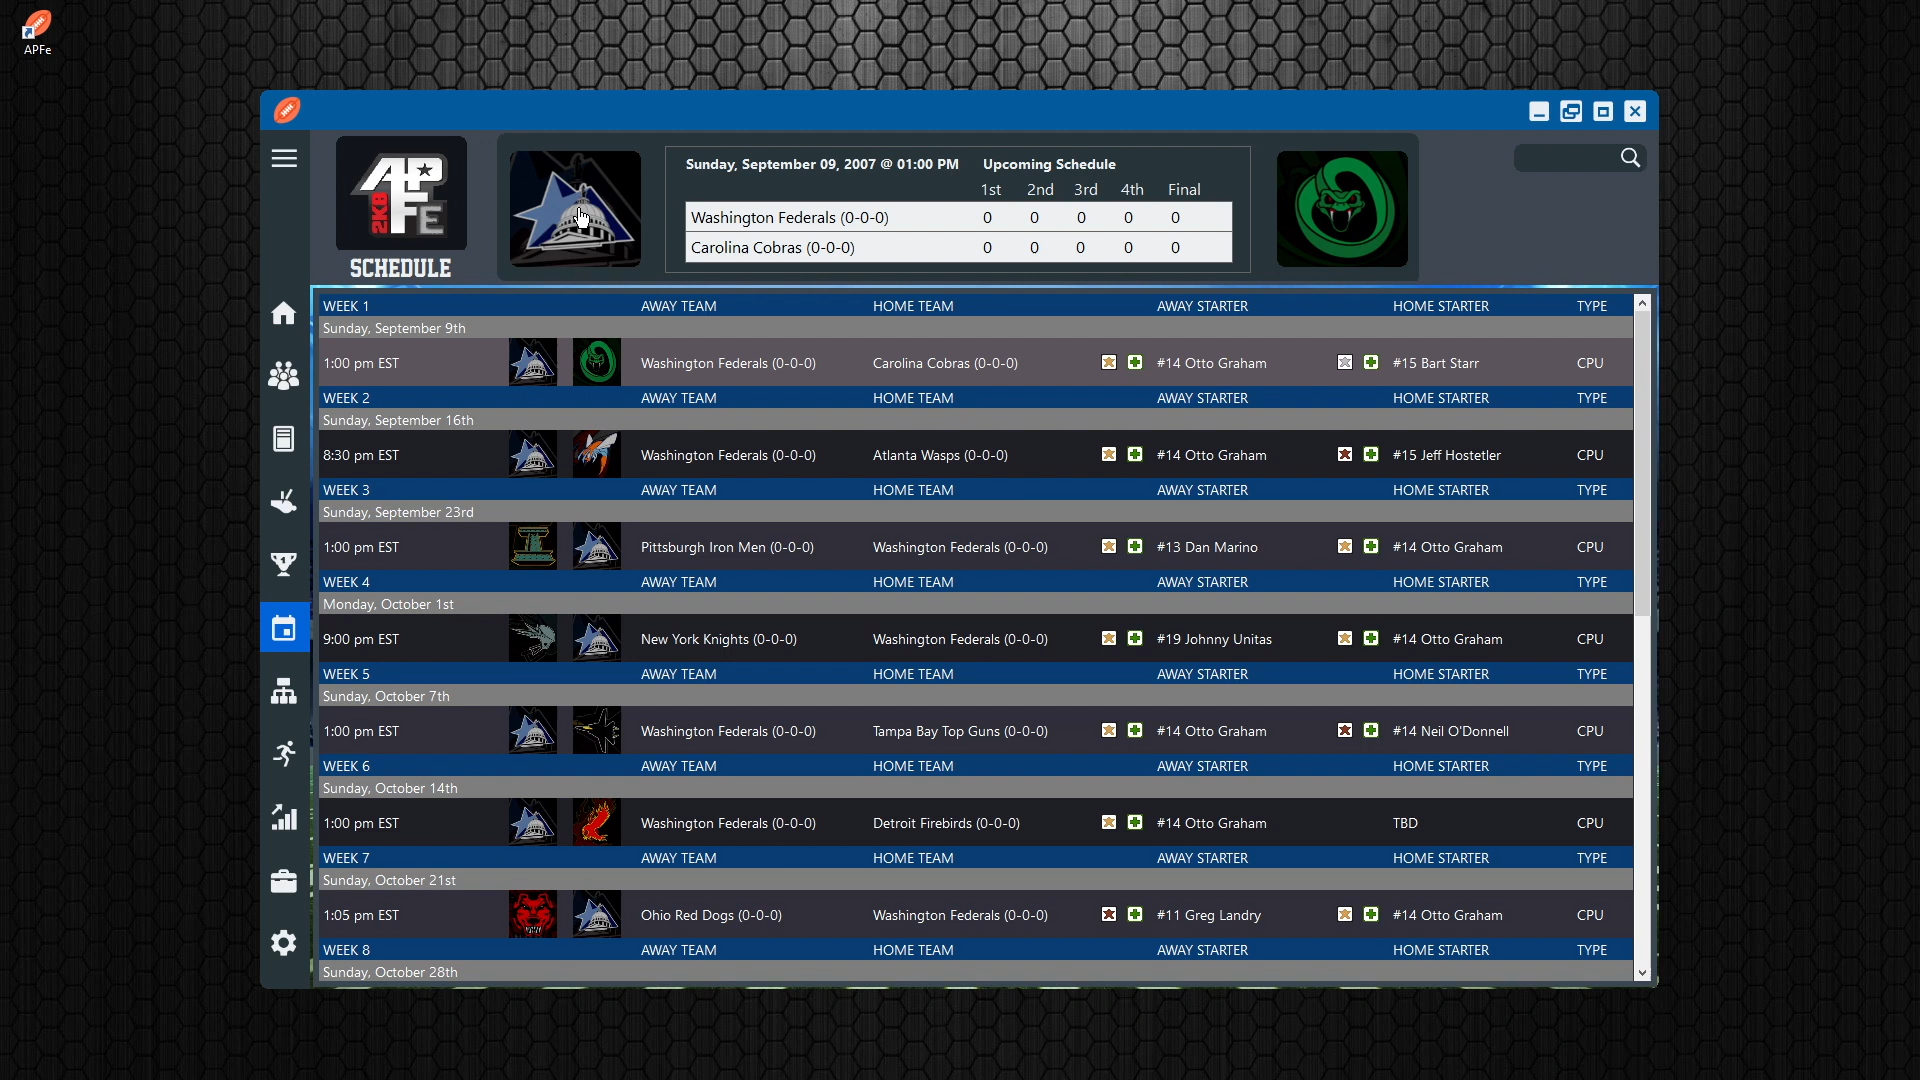 APFe
AP
FE
2K8
SCHEDULE
Sunday, September 09, 2007 @ 01:00 PM Upcoming Schedule
1st 2nd 3rd 4th Final
Washington Federals (0-0-0) 0 0 0 0 0
Carolina Cobras (0-0-0) 0 0 0 0 0
WEEK 1 AWAY TEAM HOME TEAM AWAY STARTER HOME STARTER TYPE
Sunday, September 9th
1:00 pm EST Washington Federals (0-0-0) Carolina Cobras (0-0-0) #14 Otto Graham #15 Bart Starr CPU
WEEK 2 AWAY TEAM HOME TEAM AWAY STARTER HOME STARTER TYPE
Sunday, September 16th
8:30 pm EST Washington Federals (0-0-0) Atlanta Wasps (0-0-0) #14 Otto Graham #15 Jeff Hostetler CPU
WEEK 3 AWAY TEAM HOME TEAM AWAY STARTER HOME STARTER TYPE
Sunday, September 23rd
1:00 pm EST Pittsburgh Iron Men (0-0-0) Washington Federals (0-0-0) #13 Dan Marino #14 Otto Graham CPU
WEEK 4 AWAY TEAM HOME TEAM AWAY STARTER HOME STARTER TYPE
Monday, October 1st
9:00 pm EST New York Knights (0-0-0) Washington Federals (0-0-0) #19 Johnny Unitas #14 Otto Graham CPU
WEEK 5 AWAY TEAM HOME TEAM AWAY STARTER HOME STARTER TYPE
Sunday, October 7th
1:00 pm EST Washington Federals (0-0-0) Tampa Bay Top Guns (0-0-0) #14 Otto Graham #14 Neil O'Donnell CPU
WEEK 6 AWAY TEAM HOME TEAM AWAY STARTER HOME STARTER TYPE
Sunday, October 14th
1:00 pm EST Washington Federals (0-0-0) Detroit Firebirds (0-0-0) #14 Otto Graham TBD CPU
WEEK 7 AWAY TEAM HOME TEAM AWAY STARTER HOME STARTER TYPE
Sunday, October 21st
1:05 pm EST Ohio Red Dogs (0-0-0) Washington Federals (0-0-0) #11 Greg Landry #14 Otto Graham CPU
WEEK 8 AWAY TEAM HOME TEAM AWAY STARTER HOME STARTER TYPE
Sunday, October 28th